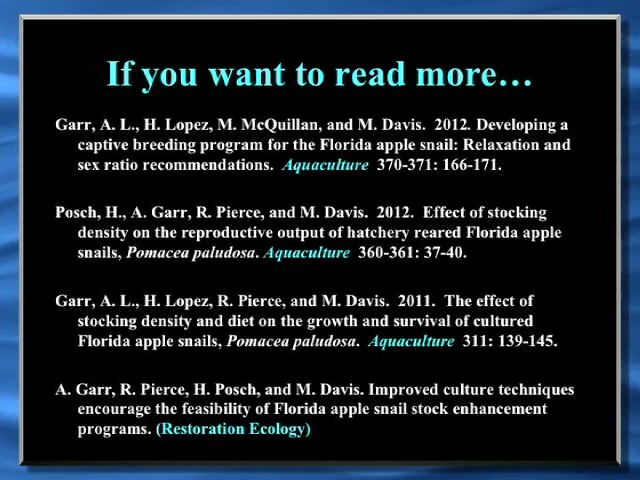 If you want to read more…
Garr, A. L., H. Lopez, M. McQuillan, and M. Davis.  2012. Developing a
captive breeding program for the Florida apple snail: Relaxation and
sex ratio recommendations.  Aquaculture  370-371: 166-171.
Posch, H., A. Garr, R. Pierce, and M. Davis.  2012.  Effect of stocking
density on the reproductive output of hatchery reared Florida apple
snails, Pomacea paludosa. Aquaculture  360-361: 37-40.
Garr, A. L., H. Lopez, R. Pierce, and M. Davis.  2011.  The effect of
stocking density and diet on the growth and survival of cultured
Florida apple snails, Pomacea paludosa.  Aquaculture  311: 139-145.
A. Garr, R. Pierce, H. Posch, and M. Davis. Improved culture techniques
encourage the feasibility of Florida apple snail stock enhancement
programs. (Restoration Ecology)